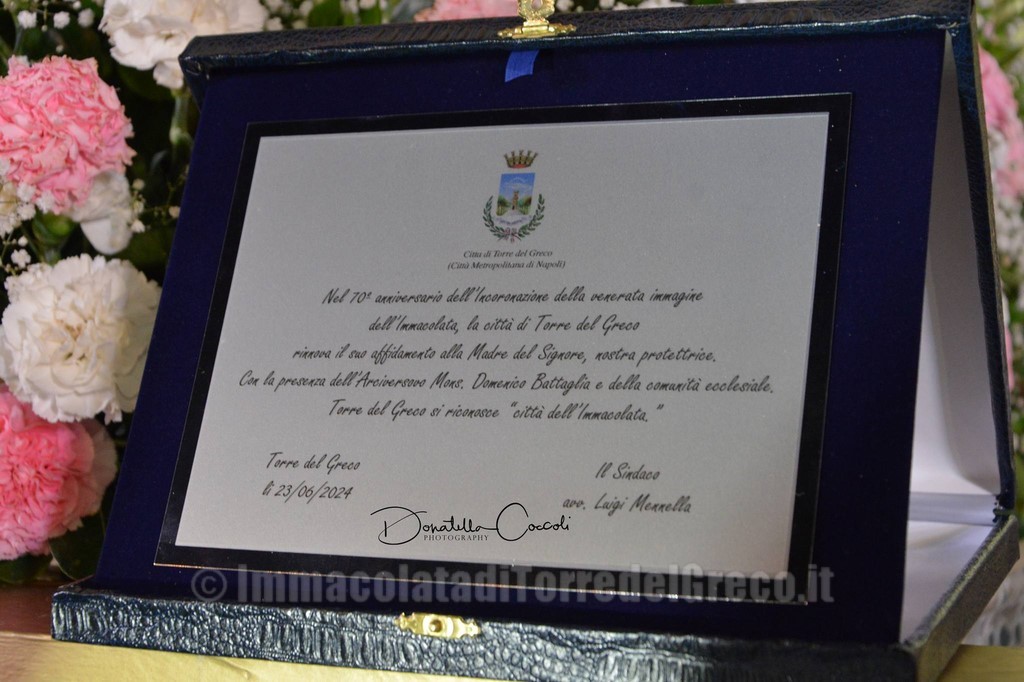 Città di Torre del Greco
(Città Metropolitana di Napoli)
Nel 70° anniversario dell'Incoronazione della venerata immagine
dell'Immacolata, la città di Torre del Greco
rinnova il suo affidamento alla Madre del Signore, nostra protettrice.
Con la presenza dell'Arciversovo Mons. Domenico Battaglia e della comunità ecclesiale.
Torre del Greco si riconosce "città dell'Immacolata."
Torre del Greco
lì 23/06/2024
Il Sindaco
avv. Luigi Mennella
Donatella Coccoli
PHOTOGRAPHY
© ImmacolatadiTorredelGreco.it